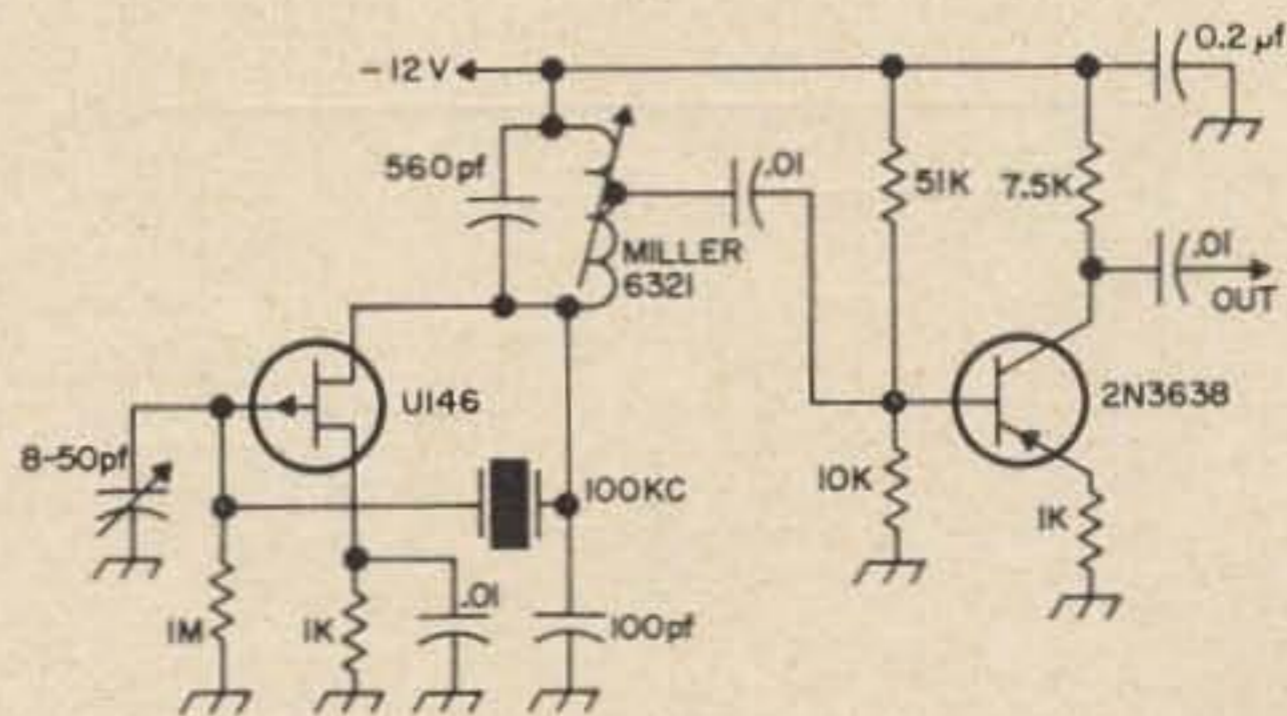 0.2 µf
-12V
560pf
.01
51K
7.5K
MILLER
6321
.01
OUT
U146
2N3638
8-50pf
100KC
10K
1K
1M
1K
.01
100pf